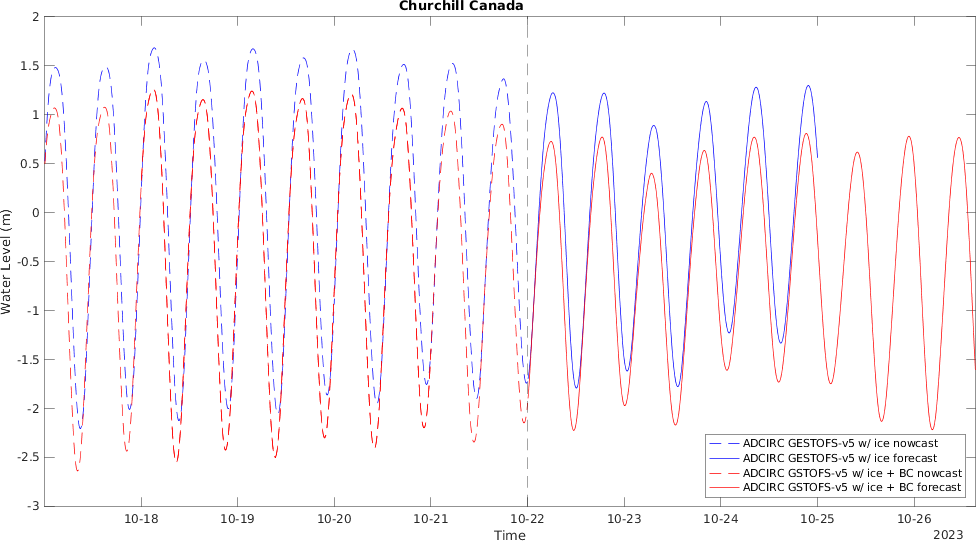 Churchill Canada
2
1.5
1
0.5
0
-0.5
-1
-1.5
-2
-2.5
-3
Water Level (m)
ADCIRC GESTOFS-v5 w/ ice nowcast
ADCIRC GESTOFS-v5 w/ ice forecast
ADCIRC GSTOFS-v5 w/ ice + BC nowcast
ADCIRC GSTOFS-v5 w/ ice + BC forecast
10-18 10-19 10-20 10-21 10-22 10-23 10-24 10-25 10-26
Time 2023